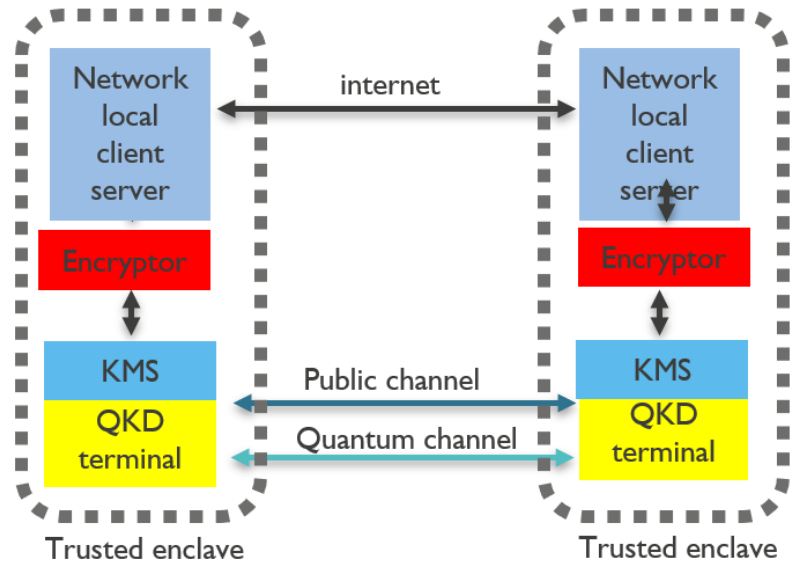 Network
local
client
server
Encryptor
KMS
QKD
terminal
Trusted enclave
internet
Public channel
Quantum channel
Network
local
client
server
Encryptor
KMS
QKD
terminal
Trusted enclave